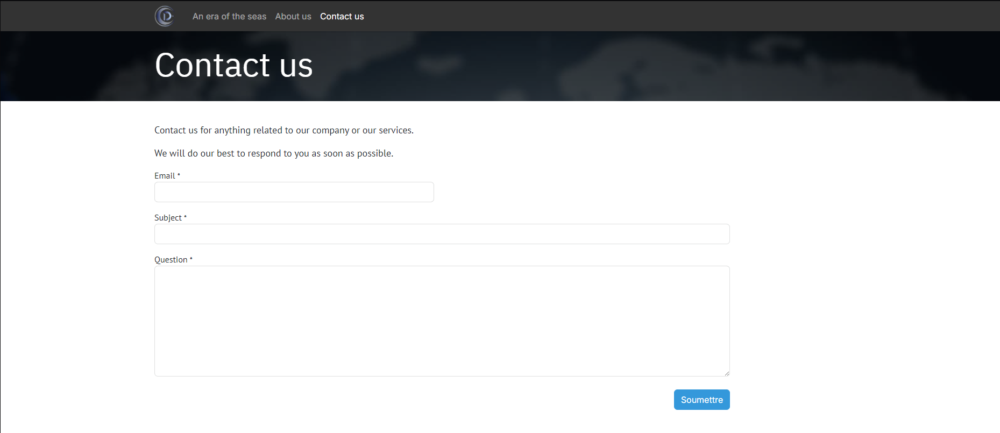 An era of the seas About us Contact us
Contact us
Contact us for anything related to our company or our services.
We will do our best to respond to you as soon as possible.
Email *
Subject *
Question *
Soumettre